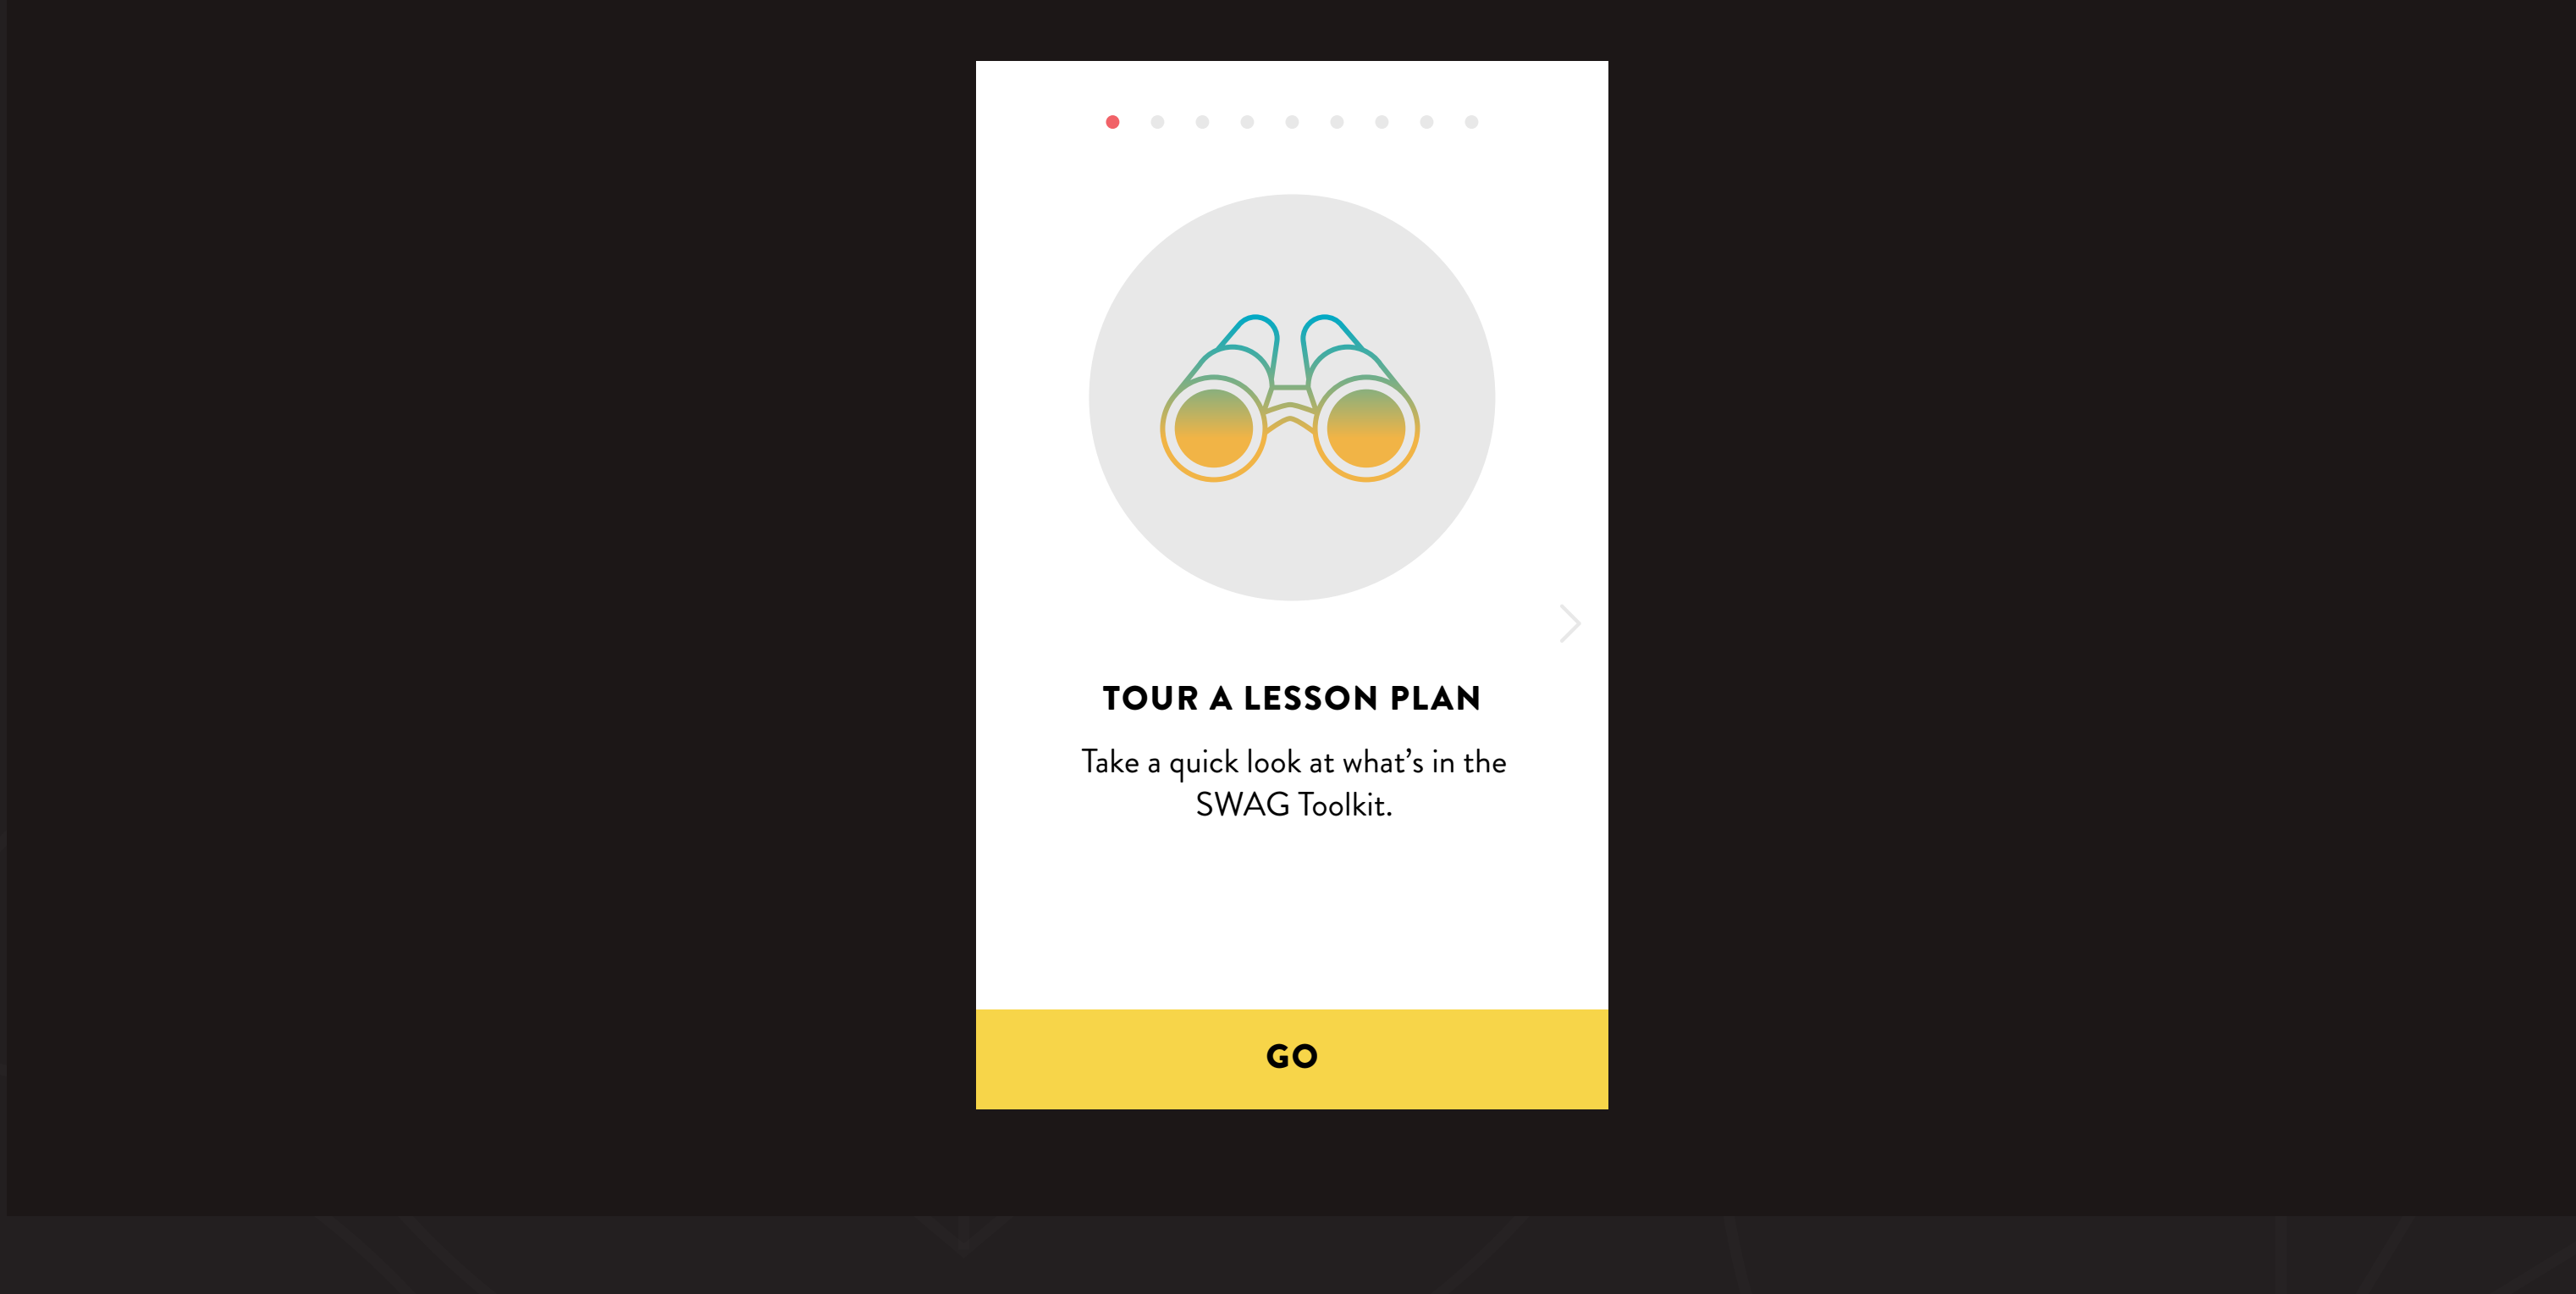 TOUR A LESSON PLAN
Take a quick look at what’s in the
SWAG Toolkit.
GO